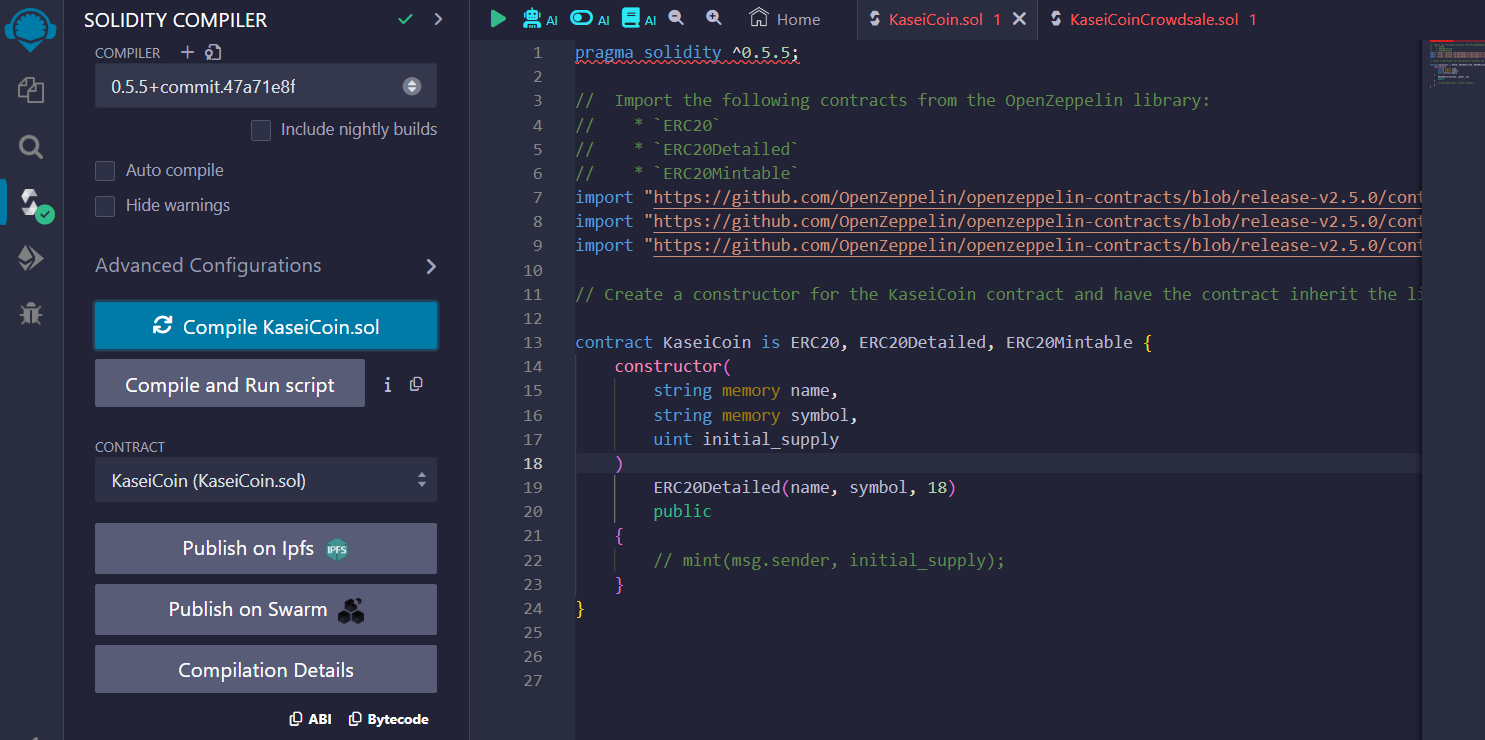 SOLIDITY COMPILER
COMPILER
0.5.5+commit.47a71e8f
Include nightly builds
Auto compile
Hide warnings
Advanced Configurations
Compile KaseiCoin.sol
Compile and Run script
i
CONTRACT
KaseiCoin (KaseiCoin.sol)
Publish on Ipfs IPFS
Publish on Swarm
Compilation Details
ABI Bytecode
AI AI AI Home KaseiCoin.sol 1 KaseiCoinCrowdsale.sol 1
1 pragma solidity ^0.5.5;
2
3 //  Import the following contracts from the OpenZeppelin library:
4 //    * `ERC20`
5 //    * `ERC20Detailed`
6 //    * `ERC20Mintable`
7 import "https://github.com/OpenZeppelin/openzeppelin-contracts/blob/release-v2.5.0/cont
8 import "https://github.com/OpenZeppelin/openzeppelin-contracts/blob/release-v2.5.0/cont
9 import "https://github.com/OpenZeppelin/openzeppelin-contracts/blob/release-v2.5.0/cont
10
11 // Create a constructor for the KaseiCoin contract and have the contract inherit the li
12
13 contract KaseiCoin is ERC20, ERC20Detailed, ERC20Mintable {
14     constructor(
15         string memory name,
16         string memory symbol,
17         uint initial_supply
18     )
19         ERC20Detailed(name, symbol, 18)
20         public
21     {
22         // mint(msg.sender, initial_supply);
23     }
24 }
25
26
27